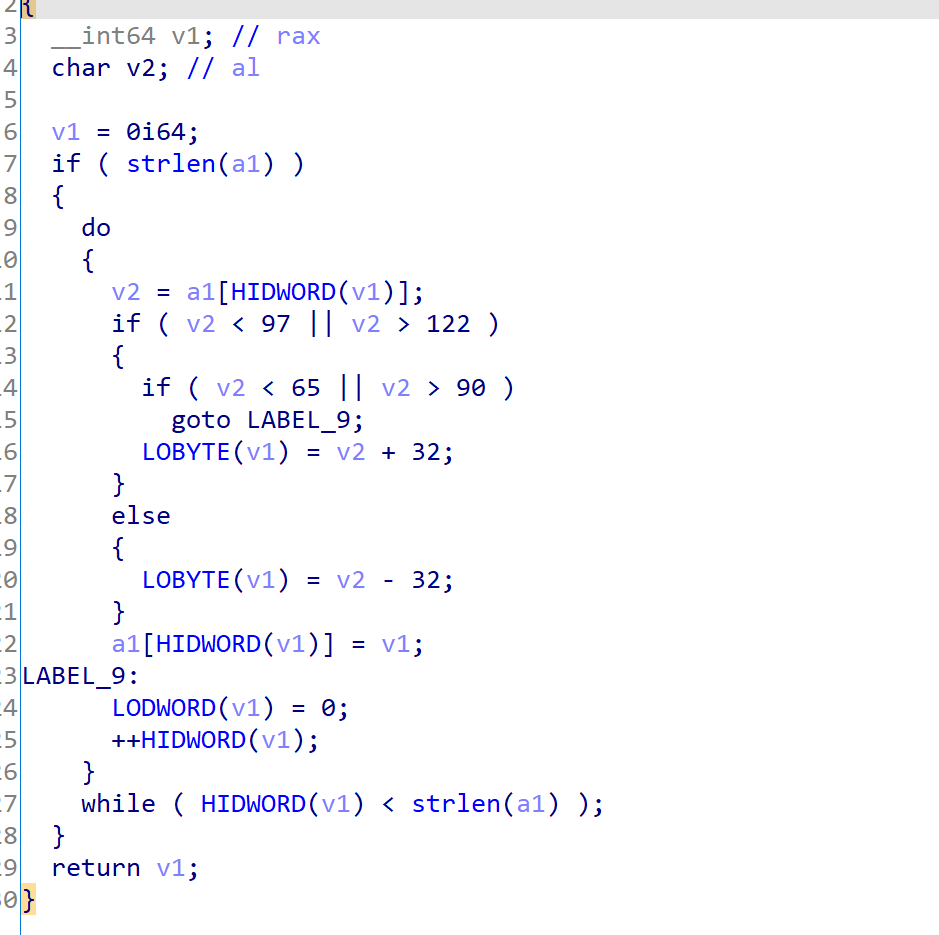 2 {
3   __int64 v1; // rax
4   char v2; // al
5
6   v1 = 0i64;
7   if ( strlen(a1) )
8   {
9     do
0     {
1       v2 = a1[HIDWORD(v1)];
2       if ( v2 < 97 || v2 > 122 )
3       {
4         if ( v2 < 65 || v2 > 90 )
5           goto LABEL_9;
6         LOBYTE(v1) = v2 + 32;
7       }
8       else
9       {
0         LOBYTE(v1) = v2 - 32;
1       }
2       a1[HIDWORD(v1)] = v1;
3 LABEL_9:
4       LODWORD(v1) = 0;
5       ++HIDWORD(v1);
6     }
7     while ( HIDWORD(v1) < strlen(a1) );
8   }
9   return v1;
0 }